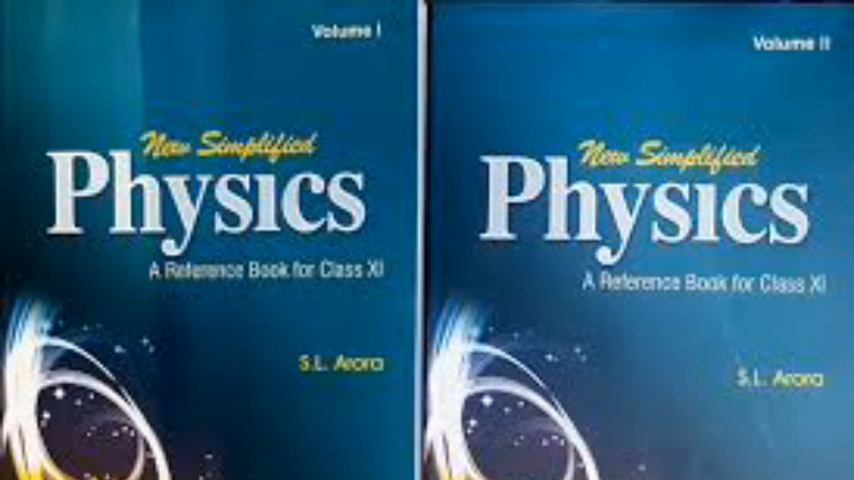 Volume I
New Simplified
Physics
A Reference Book for Class XI
S.L. Arora
Volume II
New Simplified
Physics
A Reference Book for Class XI
S.L. Arora